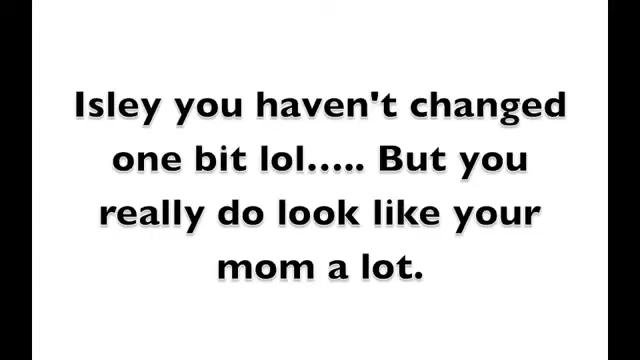 Isley you haven't changed
one bit lol….. But you
really do look like your
mom a lot.